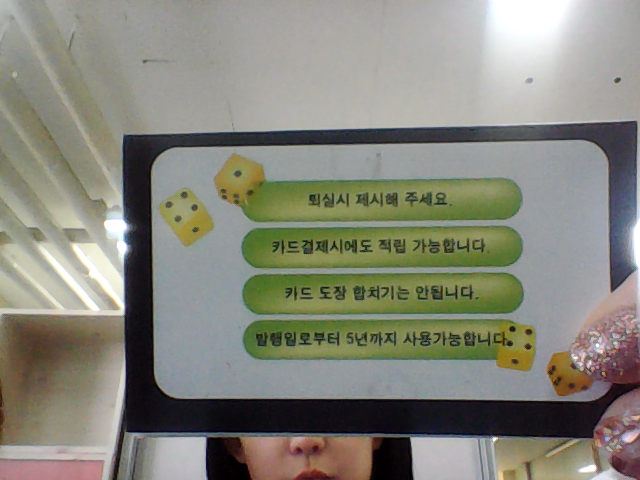 퇴실시 제시해 주세요.
카드결제시에도 적립 가능합니다.
카드 도장 합치기는 안됩니다.
발행일로부터 5년까지 사용가능합니다.